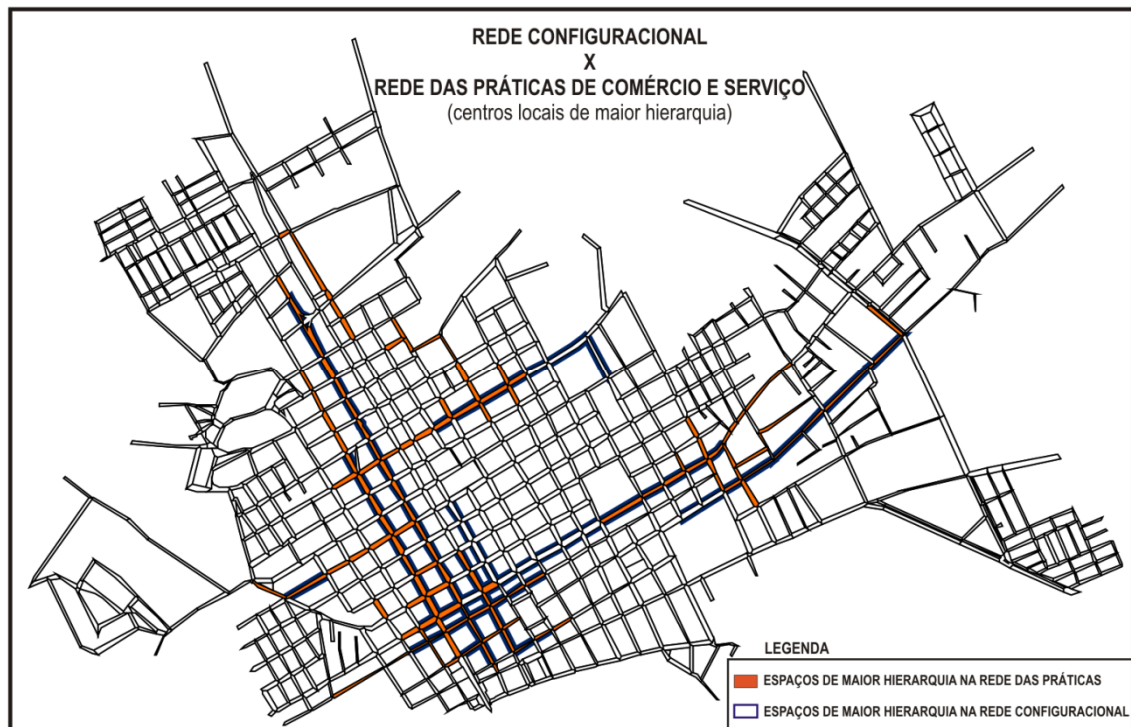 REDE CONFIGURACIONAL
X
REDE DAS PRÁTICAS DE COMÉRCIO E SERVIÇO
(centros locais de maior hierarquia)
LEGENDA
ESPAÇOS DE MAIOR HIERARQUIA NA REDE DAS PRÁTICAS
ESPAÇOS DE MAIOR HIERARQUIA NA REDE CONFIGURACIONAL